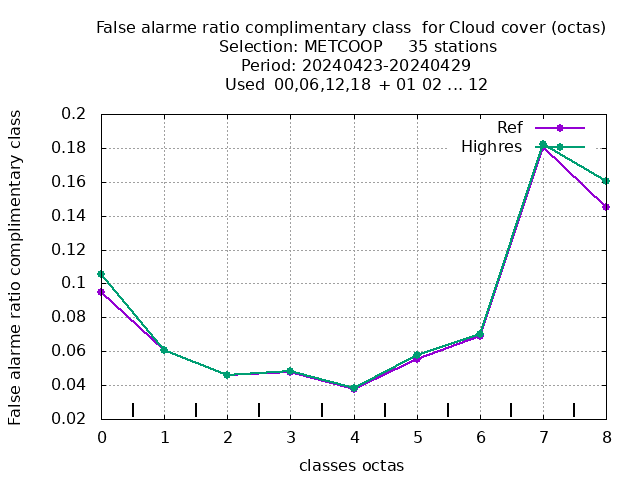 False alarme ratio complimentary class  for Cloud cover (octas)
Selection: METCOOP     35 stations
Period: 20240423-20240429
Used  00,06,12,18 + 01 02 ... 12
False alarme ratio complimentary class
0.2
0.18
0.16
0.14
0.12
0.1
0.08
0.06
0.04
0.02
Ref
Highres
0 1 2 3 4 5 6 7 8
classes octas